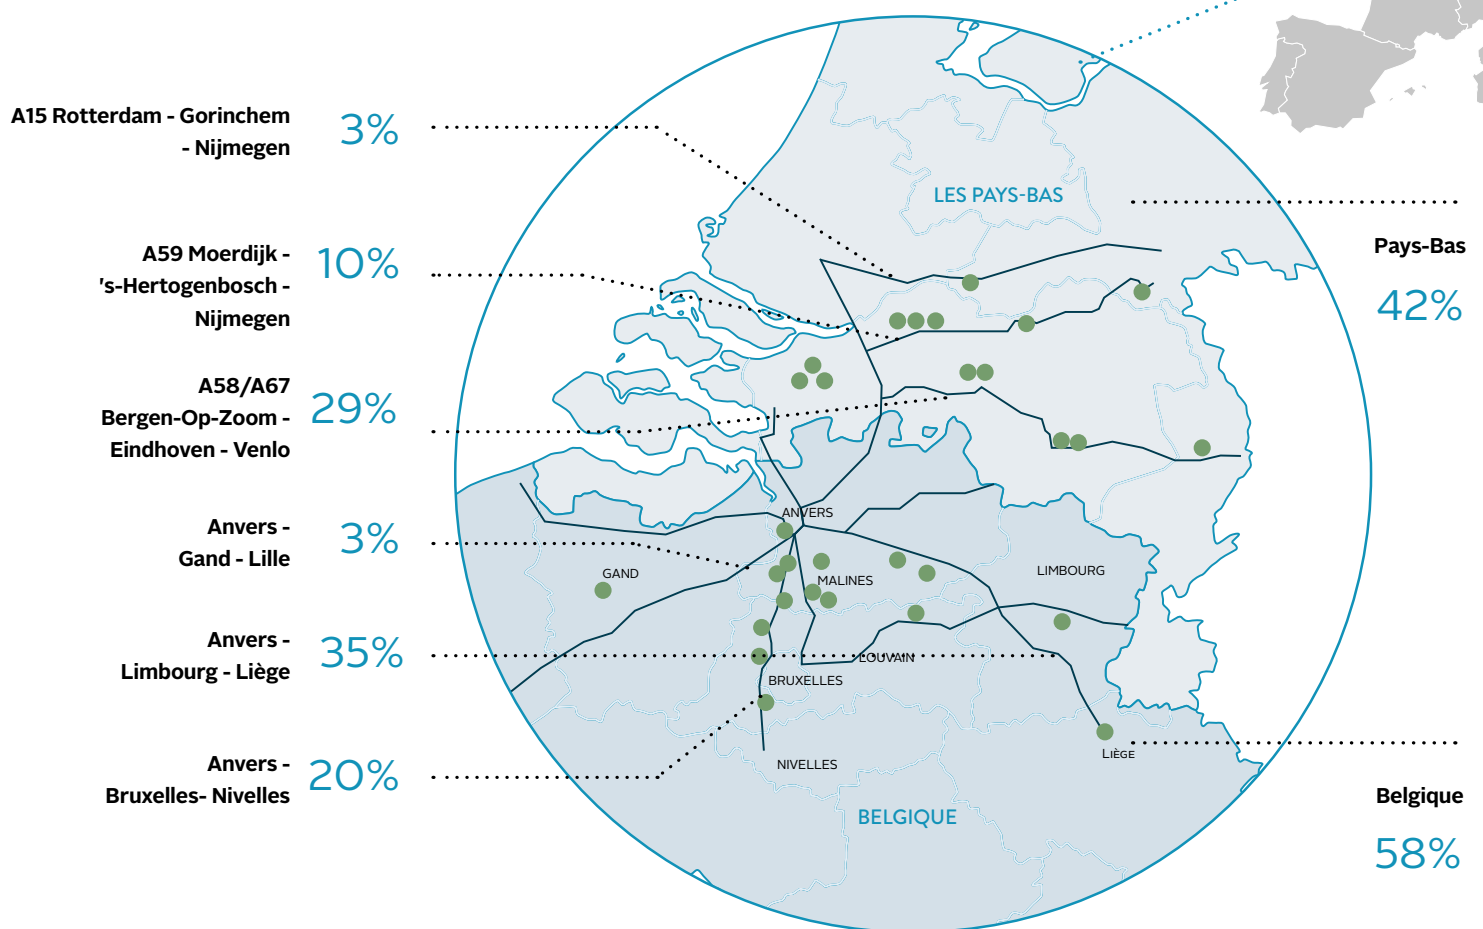 A15 Rotterdam - Gorinchem
- Nijmegen
3%
A59 Moerdijk -
's-Hertogenbosch -
Nijmegen
10%
A58/A67
Bergen-Op-Zoom -
Eindhoven - Venlo
29%
Anvers -
Gand - Lille
3%
Anvers -
Limbourg - Liège
35%
Anvers -
Bruxelles- Nivelles
20%
LES PAYS-BAS
ANVERS
GAND
MALINES
LIMBOURG
LOUVAIN
BRUXELLES
NIVELLES
LIÈGE
BELGIQUE
Pays-Bas
42%
Belgique
58%